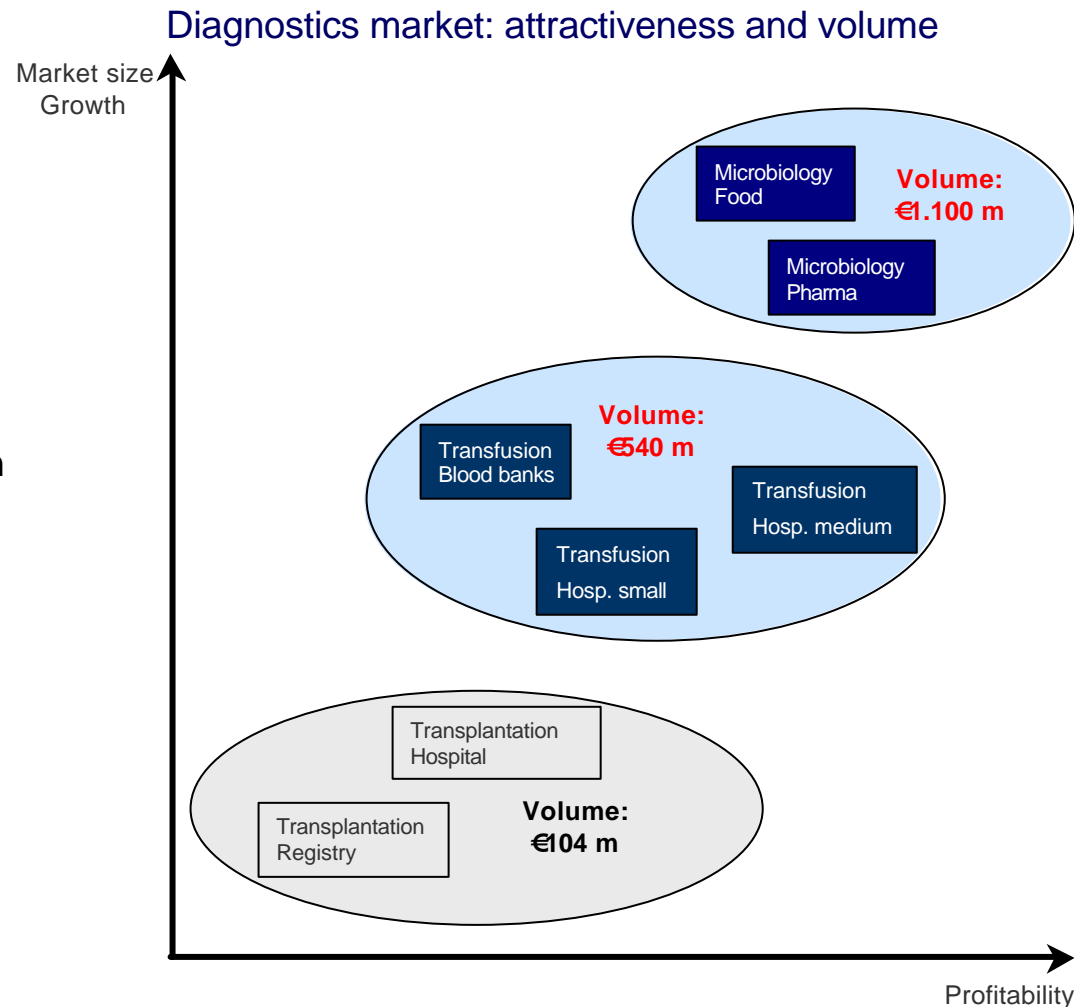 Diagnostics market: attractiveness and volume
Market size
Growth
Microbiology
Food
Volume:
€1.100 m
Microbiology
Pharma
Volume:
€540 m
Transfusion
Blood banks
Transfusion
Hosp. medium
Transfusion
Hosp. small
n
Transplantation
Hospital
Transplantation
Registry
Volume:
€104 m
Profitability